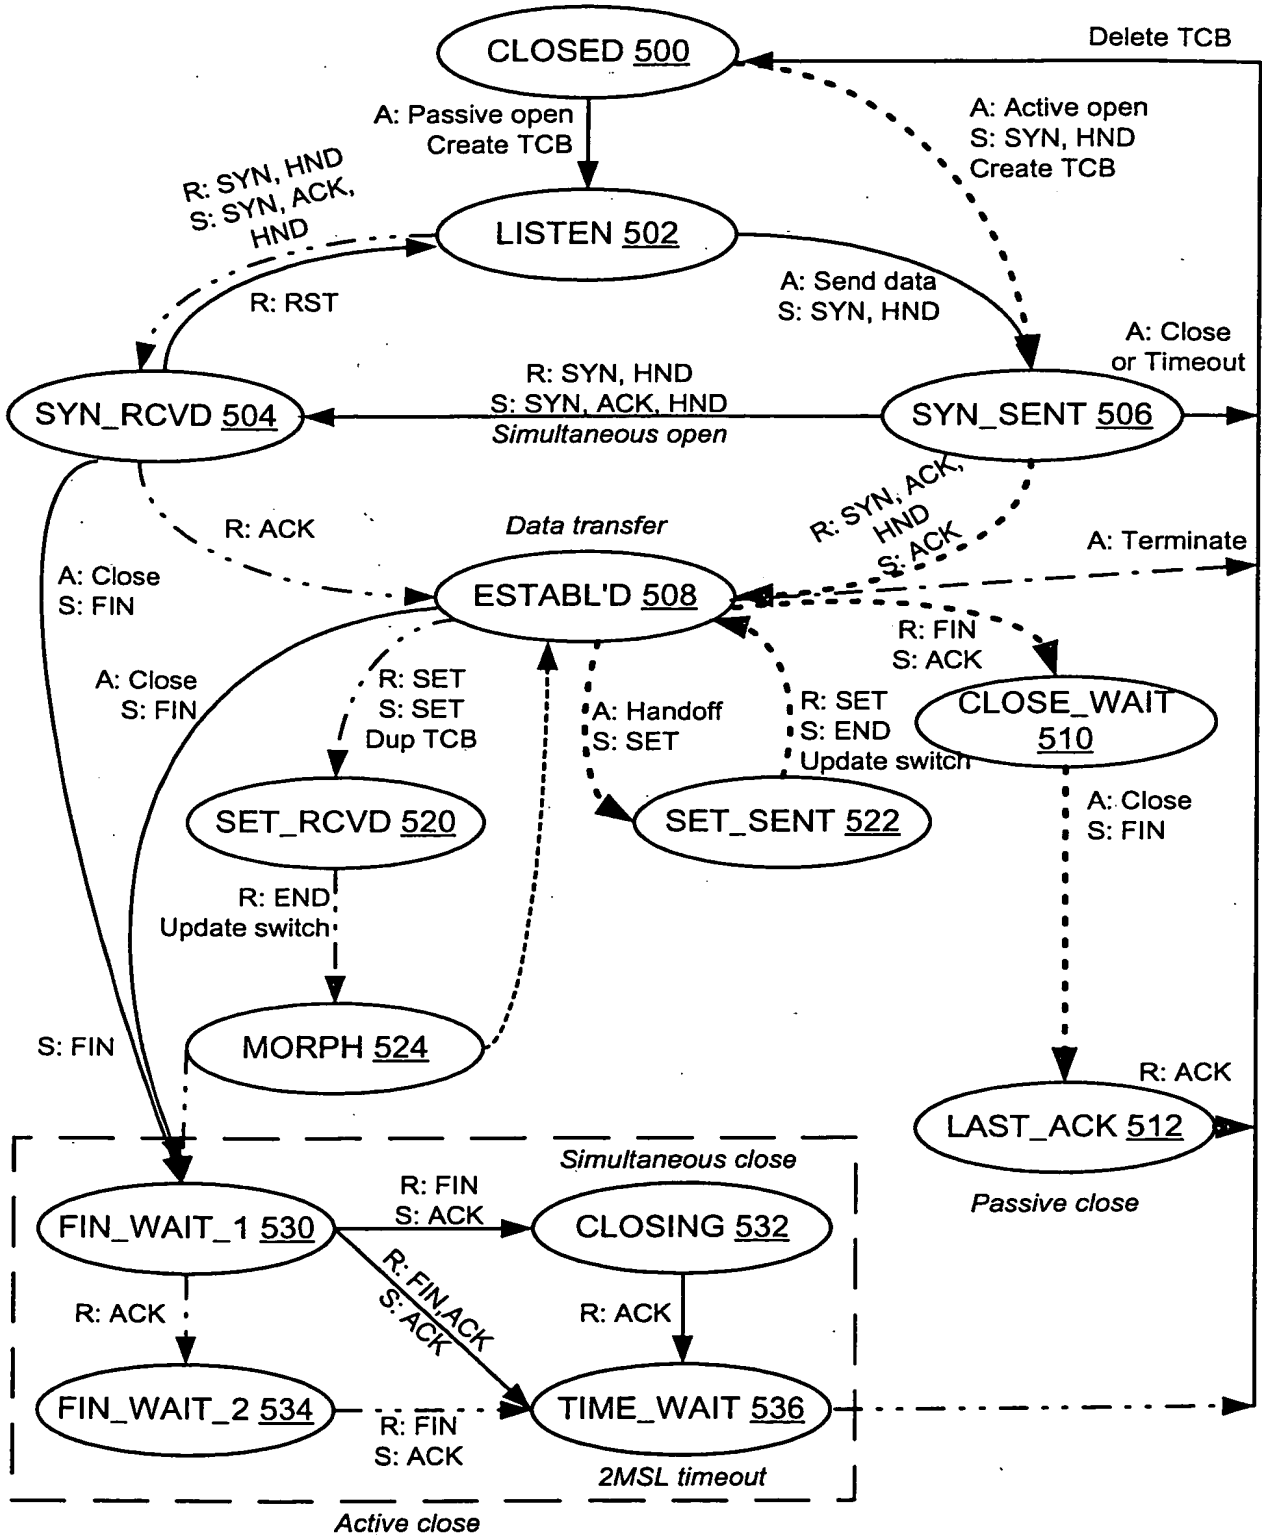 CLOSED 500
Delete TCB
A: Passive open
Create TCB
A: Active open
S: SYN, HND
Create TCB
R: SYN, HND
S: SYN, ACK,
HND
LISTEN 502
R: RST
A: Send data
S: SYN, HND
A: Close
or Timeout
SYN_RCVD 504
R: SYN, HND
S: SYN, ACK, HND
Simultaneous open
SYN_SENT 506
R: ACK
Data transfer
R: SYN, ACK,
HND
S: ACK
A: Terminate
A: Close
S: FIN
ESTABL'D 508
R: FIN
S: ACK
A: Close
S: FIN
R: SET
S: SET
Dup TCB
A: Handoff
S: SET
R: SET
S: END
Update switch
CLOSE_WAIT
510
SET_RCVD 520
SET_SENT 522
A: Close
S: FIN
R: END
Update switch
S: FIN
MORPH 524
R: ACK
LAST_ACK 512
Passive close
Simultaneous close
FIN_WAIT_1 530
R: FIN
S: ACK
CLOSING 532
R: ACK
R: FIN,ACK
S: ACK
R: ACK
FIN_WAIT_2 534
R: FIN
S: ACK
TIME_WAIT 536
2MSL timeout
Active close